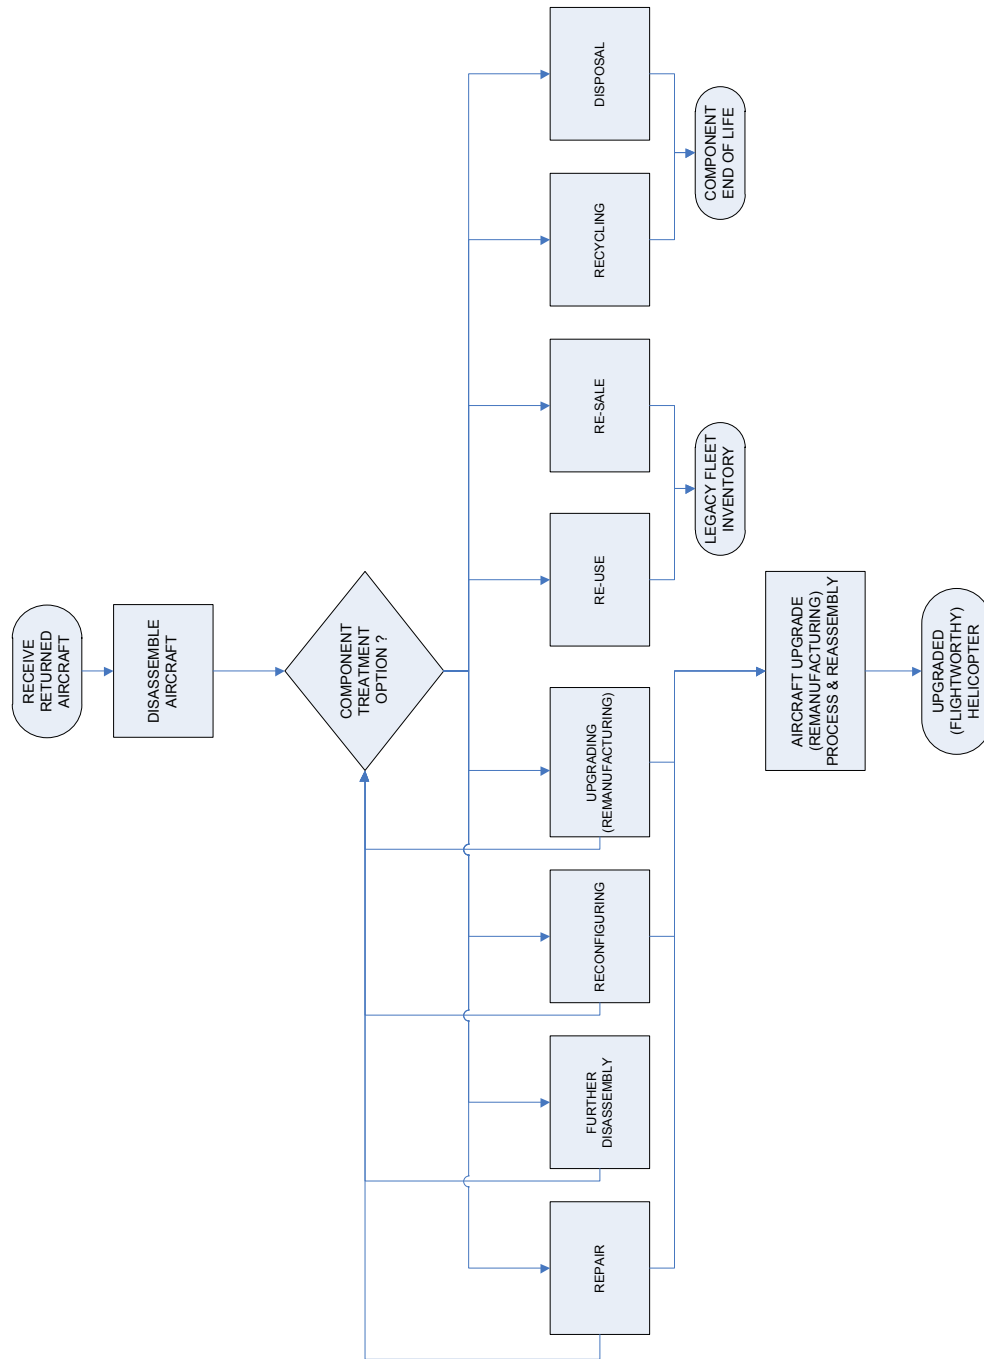 RECEIVE
RETURNED
AIRCRAFT
DISASSEMBLE
AIRCRAFT
COMPONENT
TREATMENT
OPTION ?
REPAIR
FURTHER
DISASSEMBLY
RECONFIGURING
UPGRADING
(REMANUFACTURING)
RE-USE
RE-SALE
RECYCLING
DISPOSAL
LEGACY FLEET
INVENTORY
COMPONENT
END OF LIFE
AIRCRAFT UPGRADE
(REMANUFACTURING)
PROCESS & REASSEMBLY
UPGRADED
(FLIGHTWORTHY)
HELICOPTER